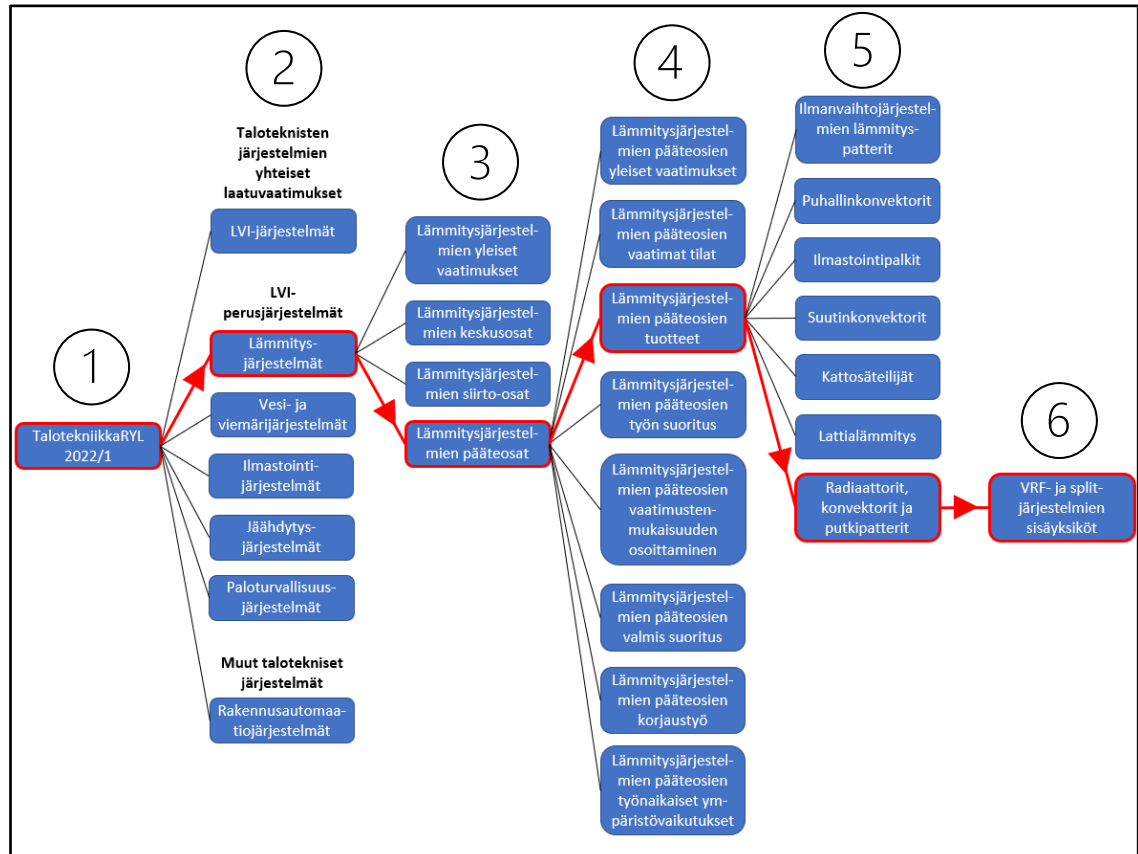 1
TalotekniikkaRYL
2022/1
2
Taloteknisten
järjestelmien
yhteiset
laatuvaatimukset
LVI-järjestelmät
LVI-
perusjärjestelmät
Lämmitys-
järjestelmät
Vesi- ja
viemärijärjestelmät
Ilmastointi-
järjestelmät
Jäähdytys-
järjestelmät
Paloturvallisuus-
järjestelmät
Muut talotekniset
järjestelmät
Rakennusautomaa-
tiojärjestelmät
3
Lämmitysjärjestel-
mien yleiset
vaatimukset
Lämmitysjärjestel-
mien keskusosat
Lämmitysjärjestel-
mien siirto-osat
Lämmitysjärjestel-
mien pääteosat
4
Lämmitysjärjestel-
mien pääteosien
yleiset vaatimukset
Lämmitysjärjestel-
mien pääteosien
vaatimat tilat
Lämmitysjärjestel-
mien pääteosien
tuotteet
Lämmitysjärjestel-
mien pääteosien
työn suoritus
Lämmitysjärjestel-
mien pääteosien
vaatimusten-
mukaisuuden
osoittaminen
Lämmitysjärjestel-
mien pääteosien
valmis suoritus
Lämmitysjärjestel-
mien pääteosien
korjaustyö
Lämmitysjärjestel-
mien pääteosien
työnaikaiset ym-
päristövaikutukset
5
Ilmanvaihtojärjestel-
mien lämmitys-
patterit
Puhallinkonvektorit
Ilmastointipalkit
Suutinkonvektorit
Kattosäteilijät
Lattialämmitys
Radiaattorit,
konvektorit ja
putkipatterit
6
VRF- ja split-
järjestelmien
sisäyksiköt